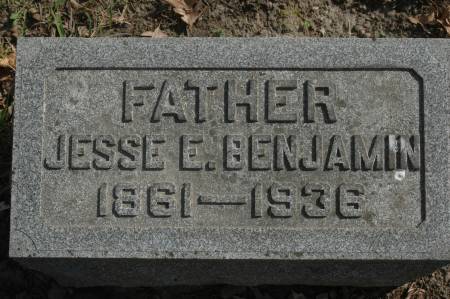 FATHER
JESSE E. BENJAMIN
1861—1936